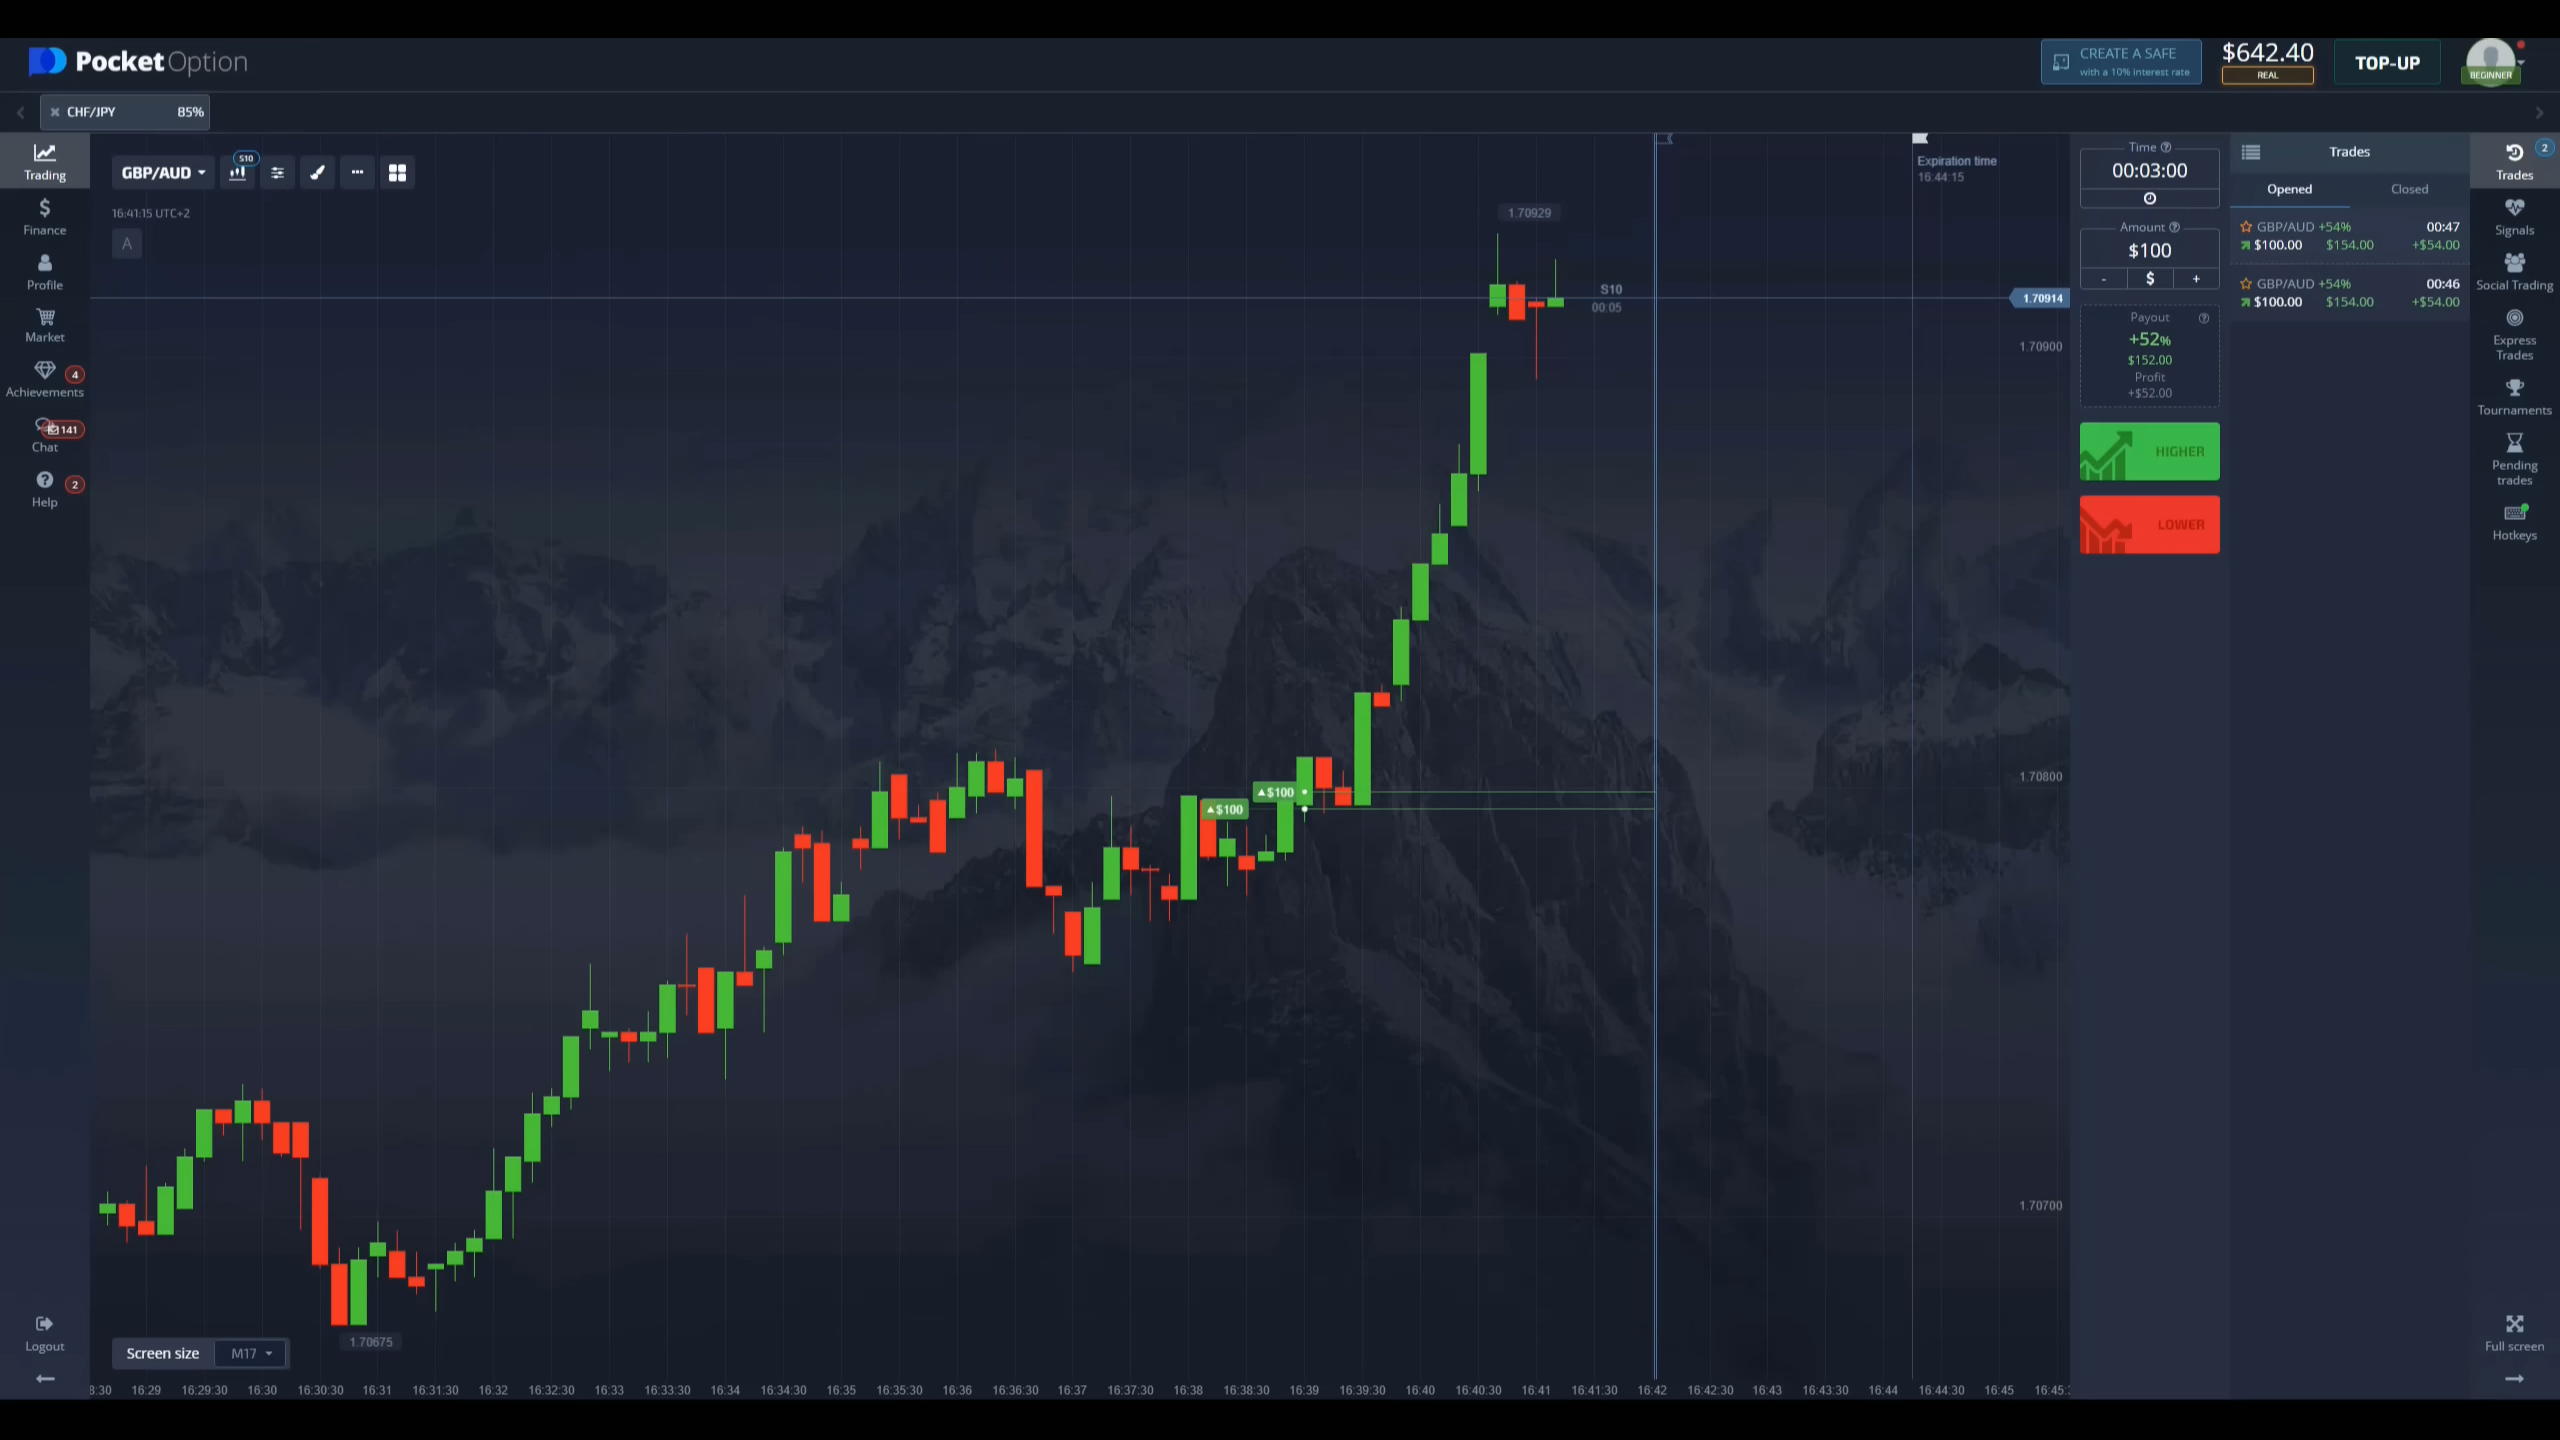 PocketOption
CREATE A SAFE
with a 10% interest rate
$642.40
REAL
TOP-UP
BEGINNER
CHF/JPY 85%
Trading
Finance
Profile
Market
Achievements
4
141
Chat
2
Help
Logout
GBP/AUD
S10
16:41:15 UTC+2
A
1.70929
S10
00:05
Expiration time
16:44:15
1.70914
1.70900
1.70800
1.70700
$100
$100
1.70675
Screen size M17
8:30 16:29 16:29:30 16:30 16:30:30 16:31 16:31:30 16:32 16:32:30 16:33 16:33:30 16:34 16:34:30 16:35 16:35:30 16:36 16:36:30 16:37 16:37:30 16:38 16:38:30 16:39 16:39:30 16:40 16:40:30 16:41 16:41:30 16:42 16:42:30 16:43 16:43:30 16:44 16:44:30 16:45 16:45:
Time
00:03:00
Amount
$100
- $ +
Payout
+52%
$152.00
Profit
+$52.00
HIGHER
LOWER
Trades
Opened Closed
GBP/AUD +54% 00:47
$100.00 $154.00 +$54.00
GBP/AUD +54% 00:46
$100.00 $154.00 +$54.00
2
Trades
Signals
Social Trading
Express
Trades
Tournaments
Pending
trades
Hotkeys
Full screen